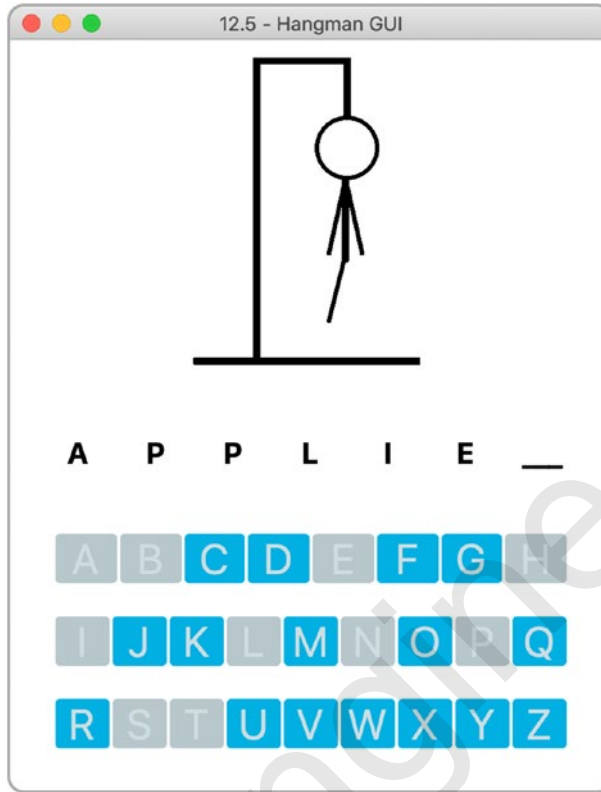 12.5 - Hangman GUI
A P P L I E __
A B C D E F G H
I J K L M N O P Q
R S T U V W X Y Z